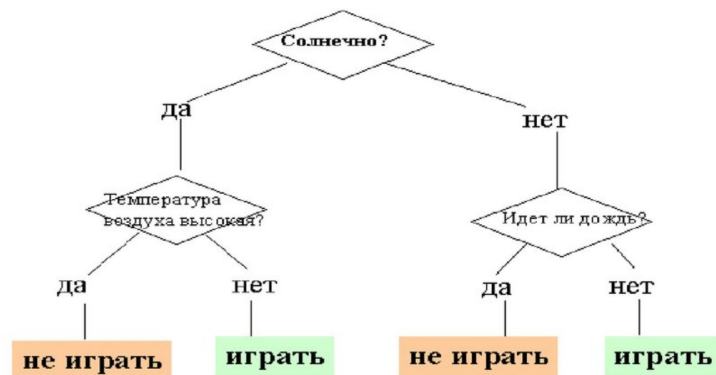 Солнечно?
да
нет
Температура
воздуха высокая?
Идет ли дождь?
да
нет
да
нет
не играть
играть
не играть
играть